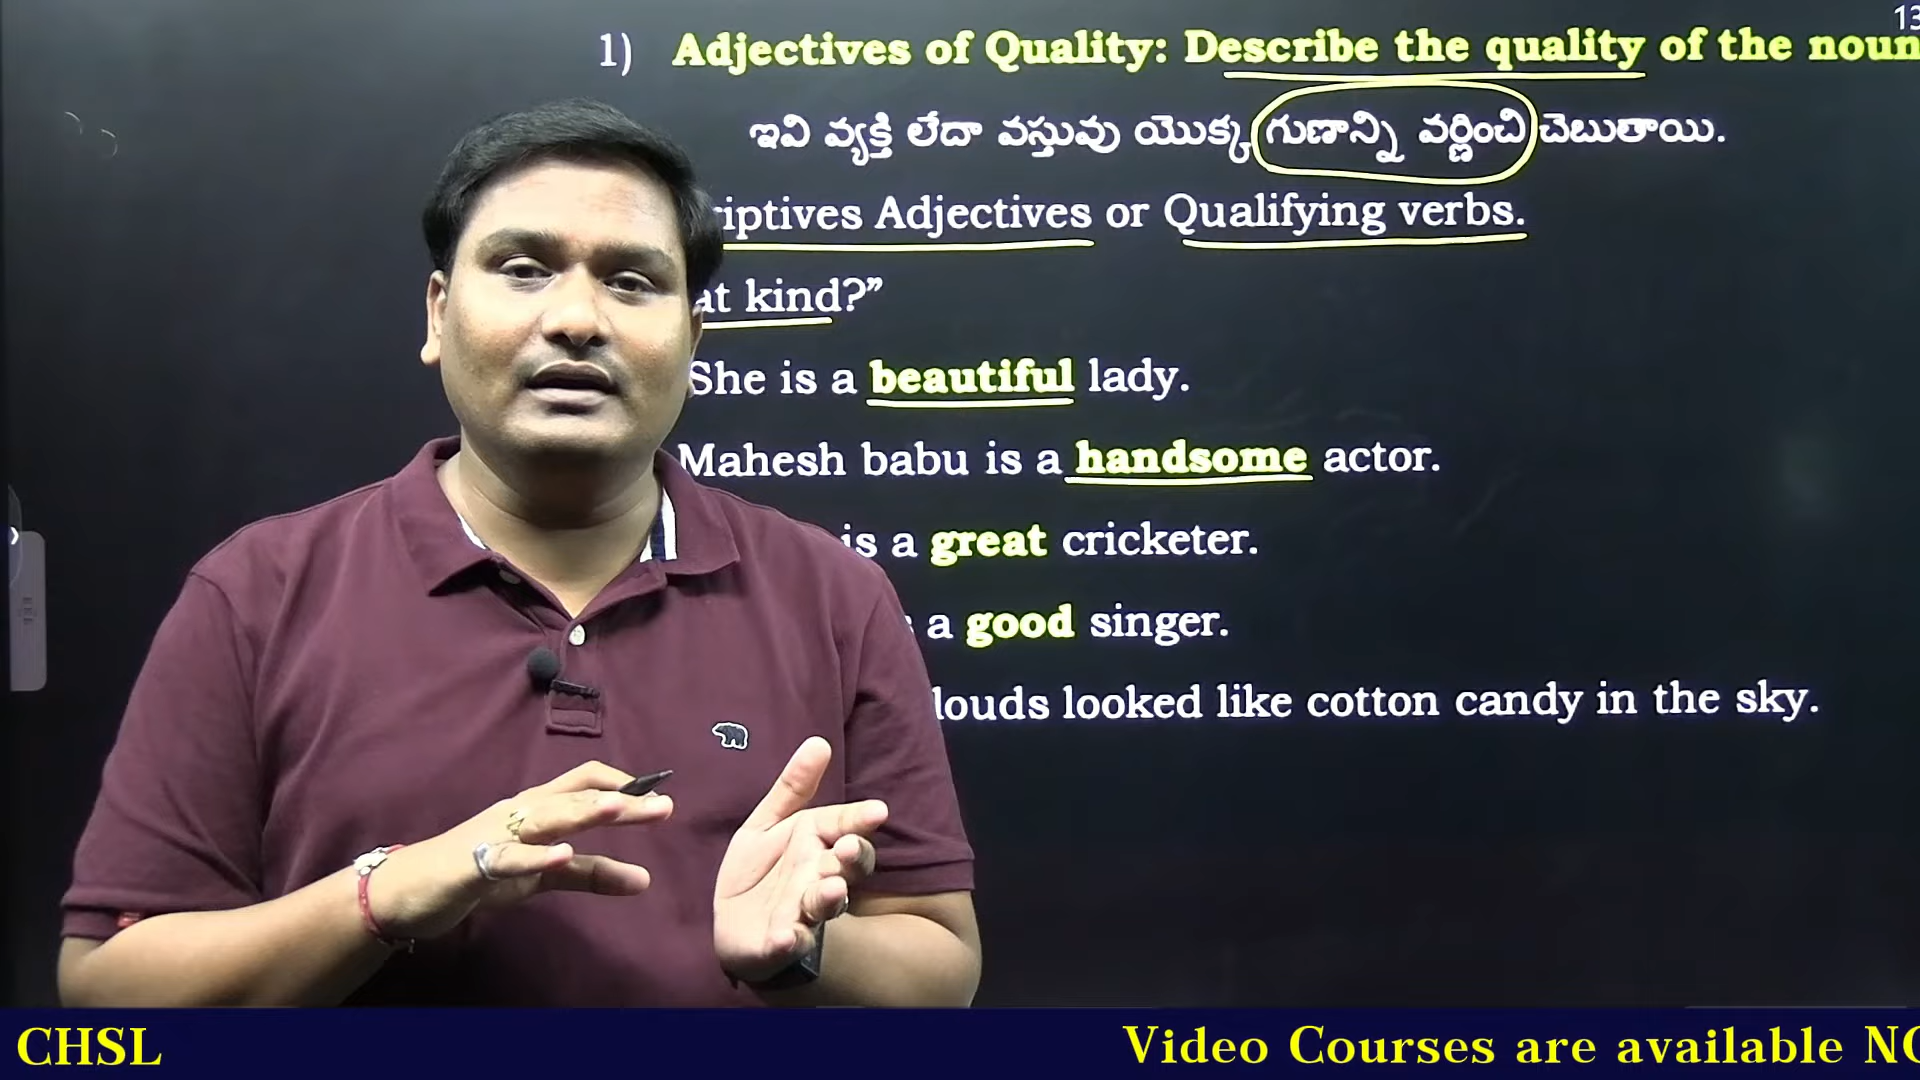 13
1) Adjectives of Quality: Describe the quality of the noun
ఇవి వ్యక్తి లేదా వస్తువు యొక్క గుణాన్ని వర్ణించి చెబుతాయి.
riptives Adjectives or Qualifying verbs.
at kind?”
She is a beautiful lady.
Mahesh babu is a handsome actor.
is a great cricketer.
a good singer.
louds looked like cotton candy in the sky.
CHSL Video Courses are available NO